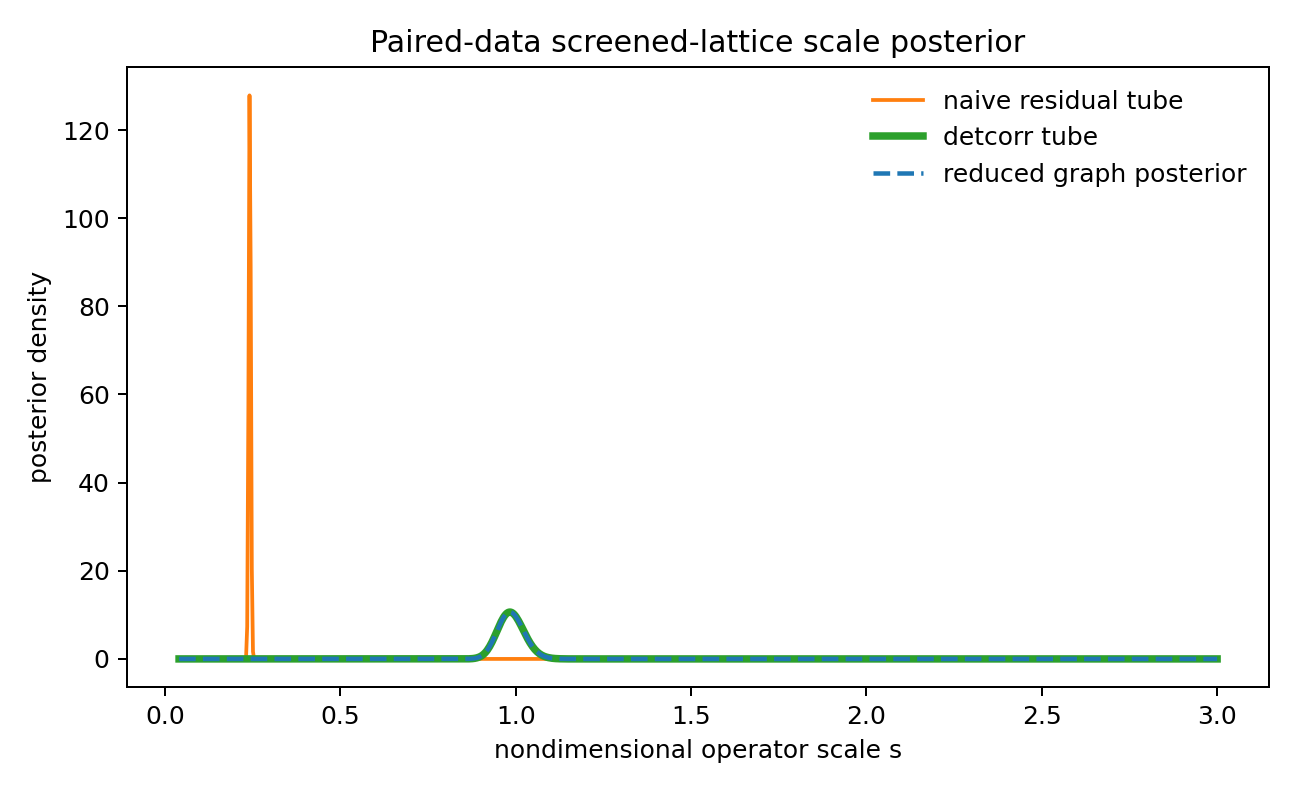 Paired-data screened-lattice scale posterior
naive residual tube
detcorr tube
reduced graph posterior
posterior density
120
100
80
60
40
20
0
0.0 0.5 1.0 1.5 2.0 2.5 3.0
nondimensional operator scale s